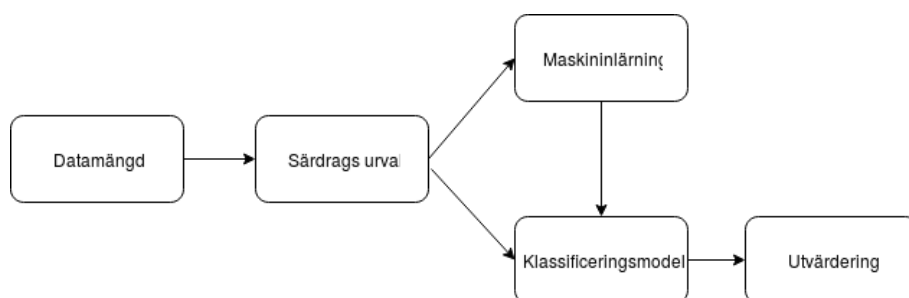 Datamängd
Särdrags urval
Maskininlärning
Klassificeringsmodel
Utvärdering